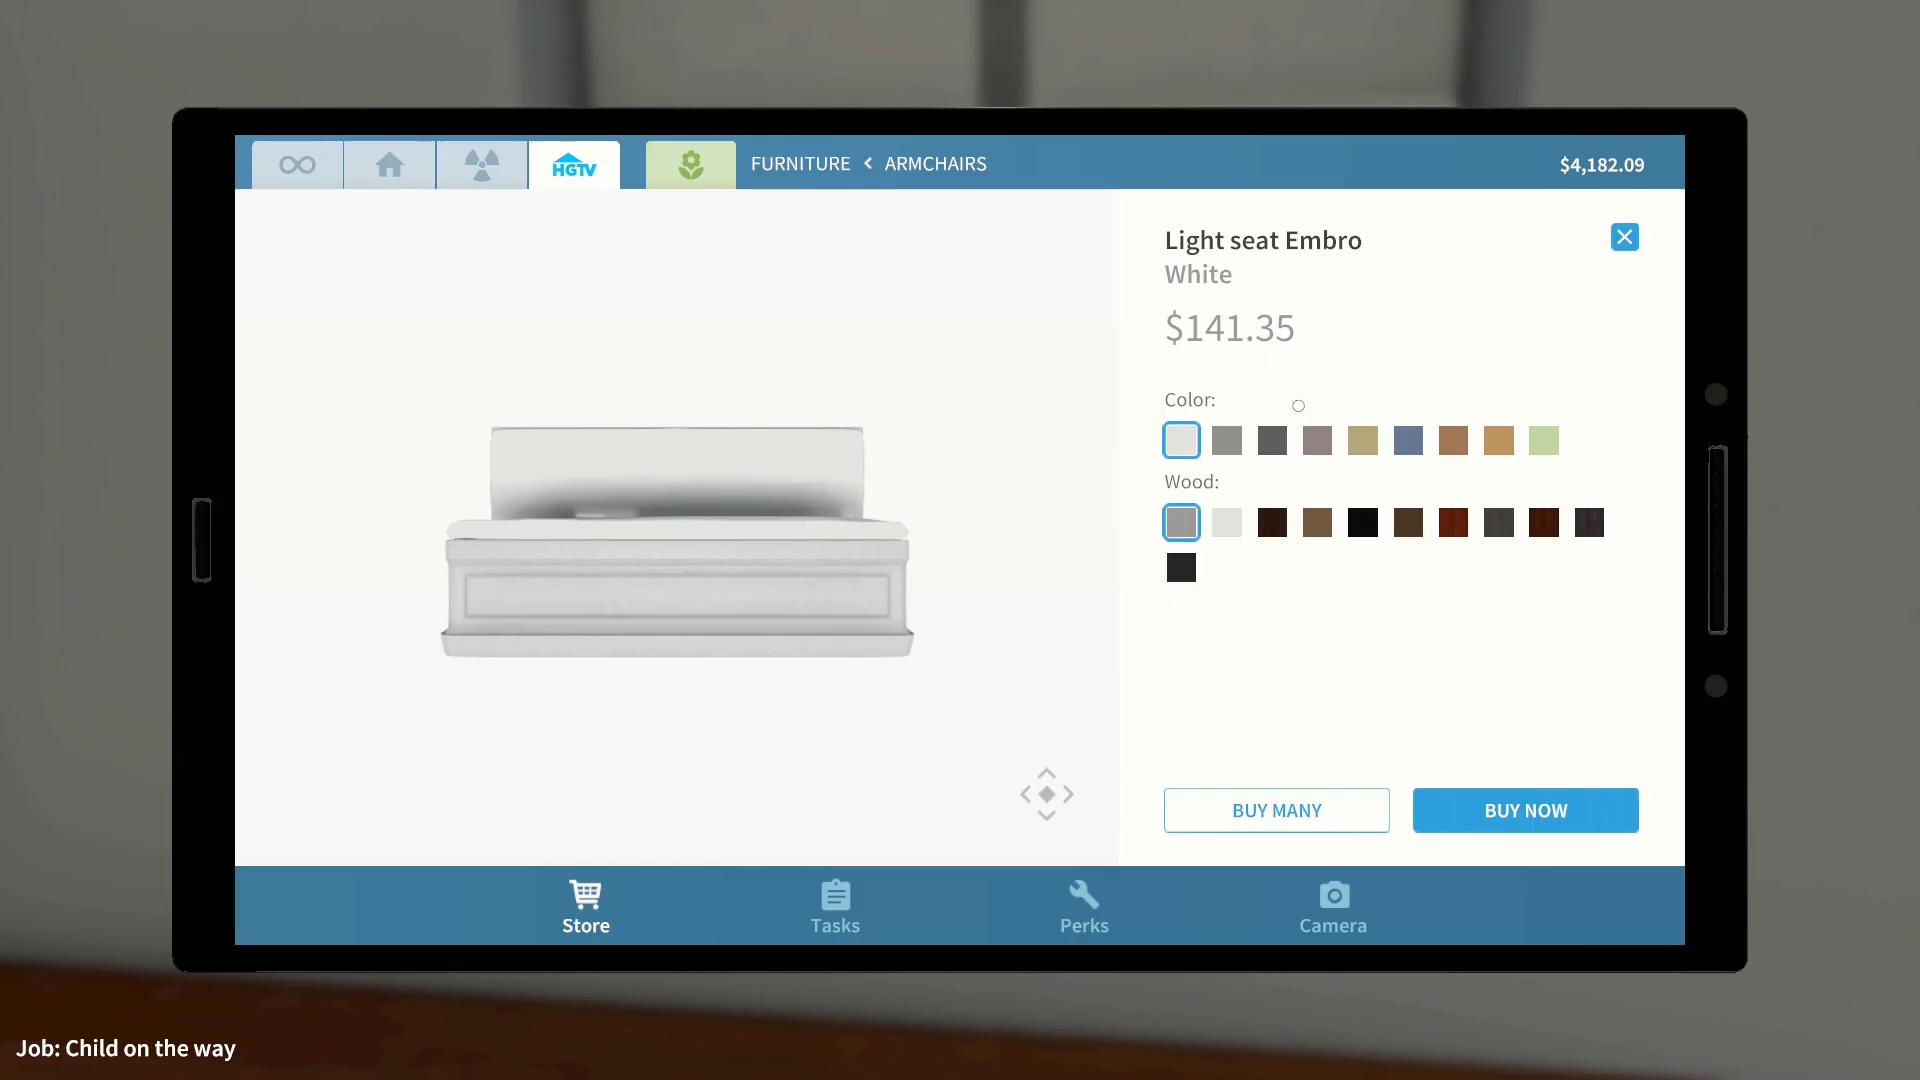 HGTV
FURNITURE < ARMCHAIRS
$4,182.09
Light seat Embro
White
$141.35
Color:
Wood:
BUY MANY
BUY NOW
Store
Tasks
Perks
Camera
Job: Child on the way